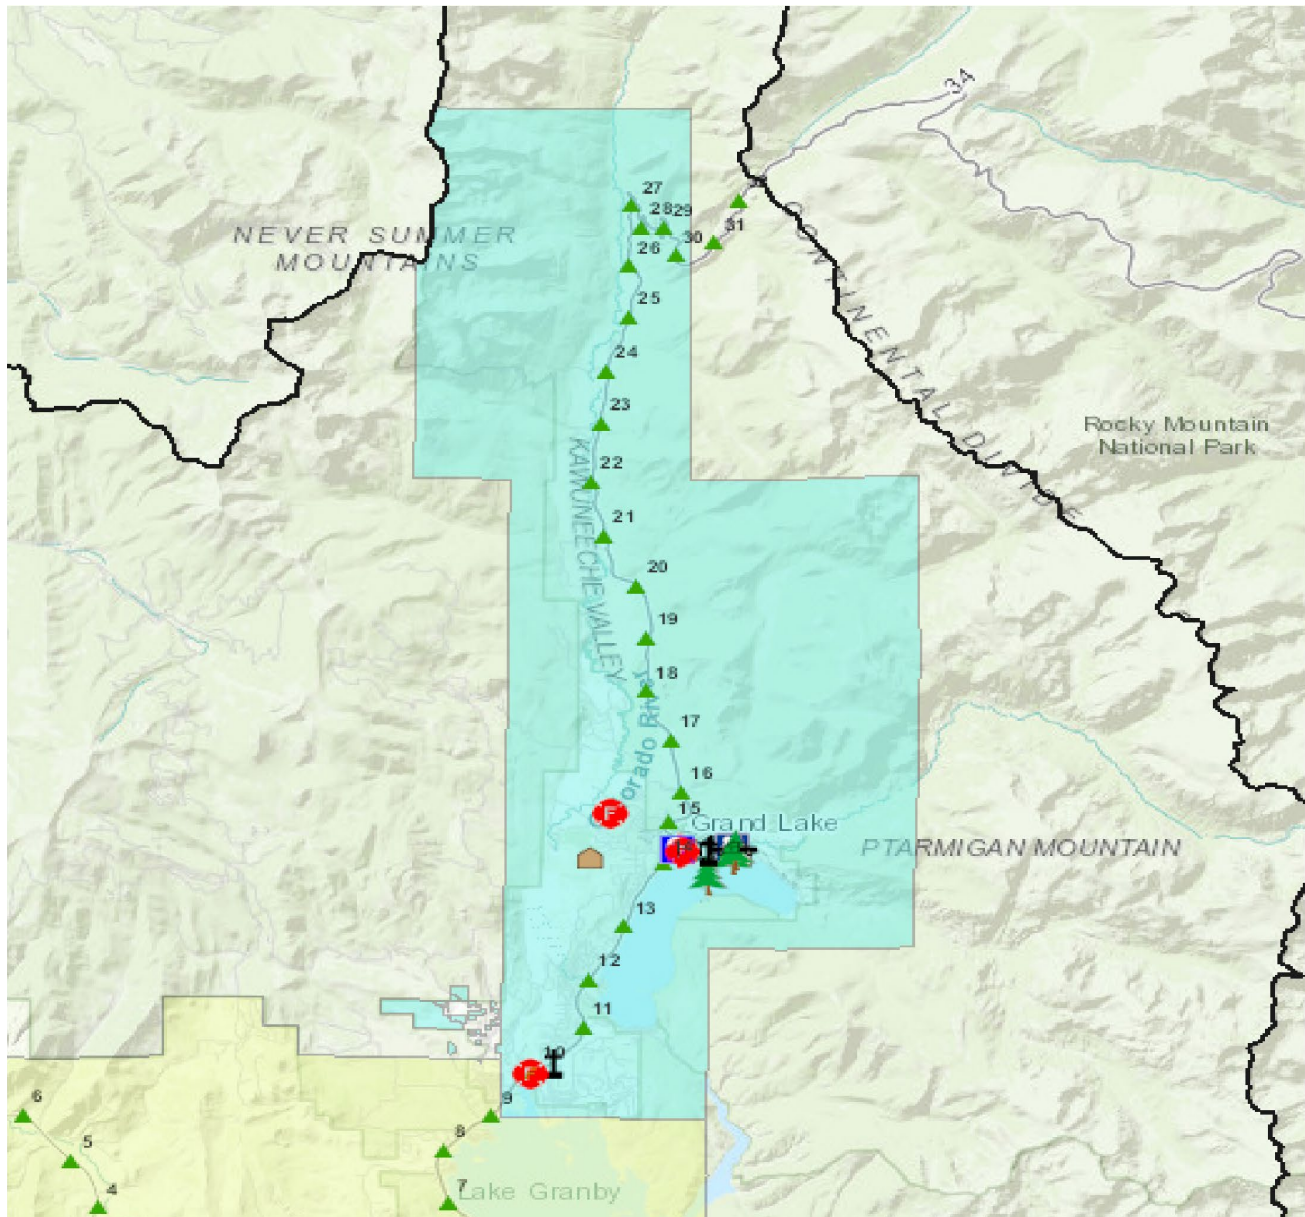 34
27
28 29
30
31
26
NEVER SUMMER
MOUNTAINS
25
24
23
22
21
20
19
18
17
16
15
13
12
11
10
9
8
7
6
5
4
CONTINENTAL DIVIDE
Rocky Mountain
National Park
KAWUNEECHE VALLEY
orado River
F
Grand Lake
F
PTARMIGAN MOUNTAIN
F
Lake Granby